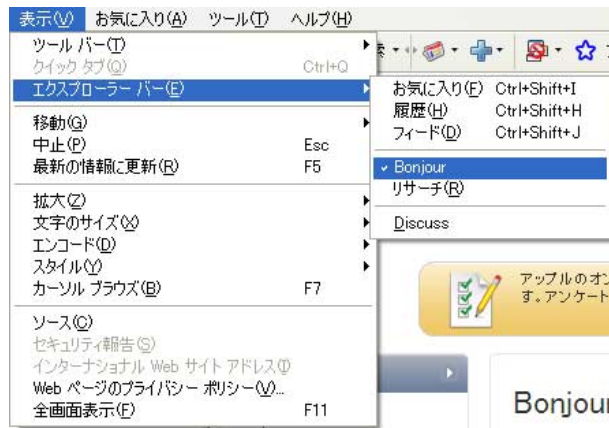 表示(V) お気に入り(A) ツール(T) ヘルプ(H)
ツール バー(T)
クイック タブ(Q) Ctrl+Q
エクスプローラー バー(E)
お気に入り(F) Ctrl+Shift+I
履歴(H) Ctrl+Shift+H
フィード(D) Ctrl+Shift+J
Bonjour
リサーチ(R)
Discuss
移動(G)
中止(P) Esc
最新の情報に更新(R) F5
拡大(Z)
文字のサイズ(X)
エンコード(D)
スタイル(Y)
カーソル ブラウズ(B) F7
ソース(C)
セキュリティ報告(S)
インターナショナル Web サイト アドレス(I)
Web ページのプライバシー ポリシー(V)...
全画面表示(F) F11
アップルのオン
す。アンケート
Bonjour